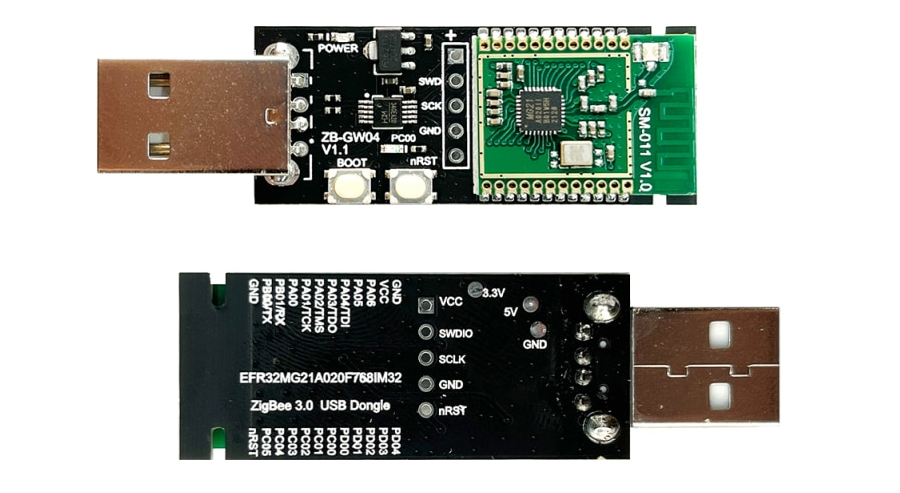 POWER
+
SWD
SCK
GND
ZB-GW04
V1.1
PC00
BOOT
nRST
MG21
SM-011 V1.0
GND
PB00/TX
PB01/RX
PA00
PA01/TCK
PA02/TMS
PA03/TDO
PA04/TDI
PA05
PA06
VCC
GND
VCC
SWDIO
SCLK
GND
nRST
3.3V
5V
GND
EFR32MG21A020F768IM32
ZigBee 3.0 USB Dongle
nRST
PC05
PC04
PC03
PC02
PC01
PC00
PD00
PD01
PD02
PD03
PD04